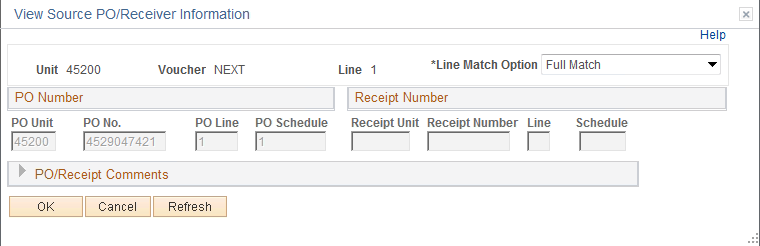 View Source PO/Receiver Information
Help
Unit 45200 Voucher NEXT Line 1 *Line Match Option Full Match
PO Number Receipt Number
PO Unit PO No. PO Line PO Schedule Receipt Unit Receipt Number Line Schedule
45200 4529047421 1 1
PO/Receipt Comments
OK Cancel Refresh